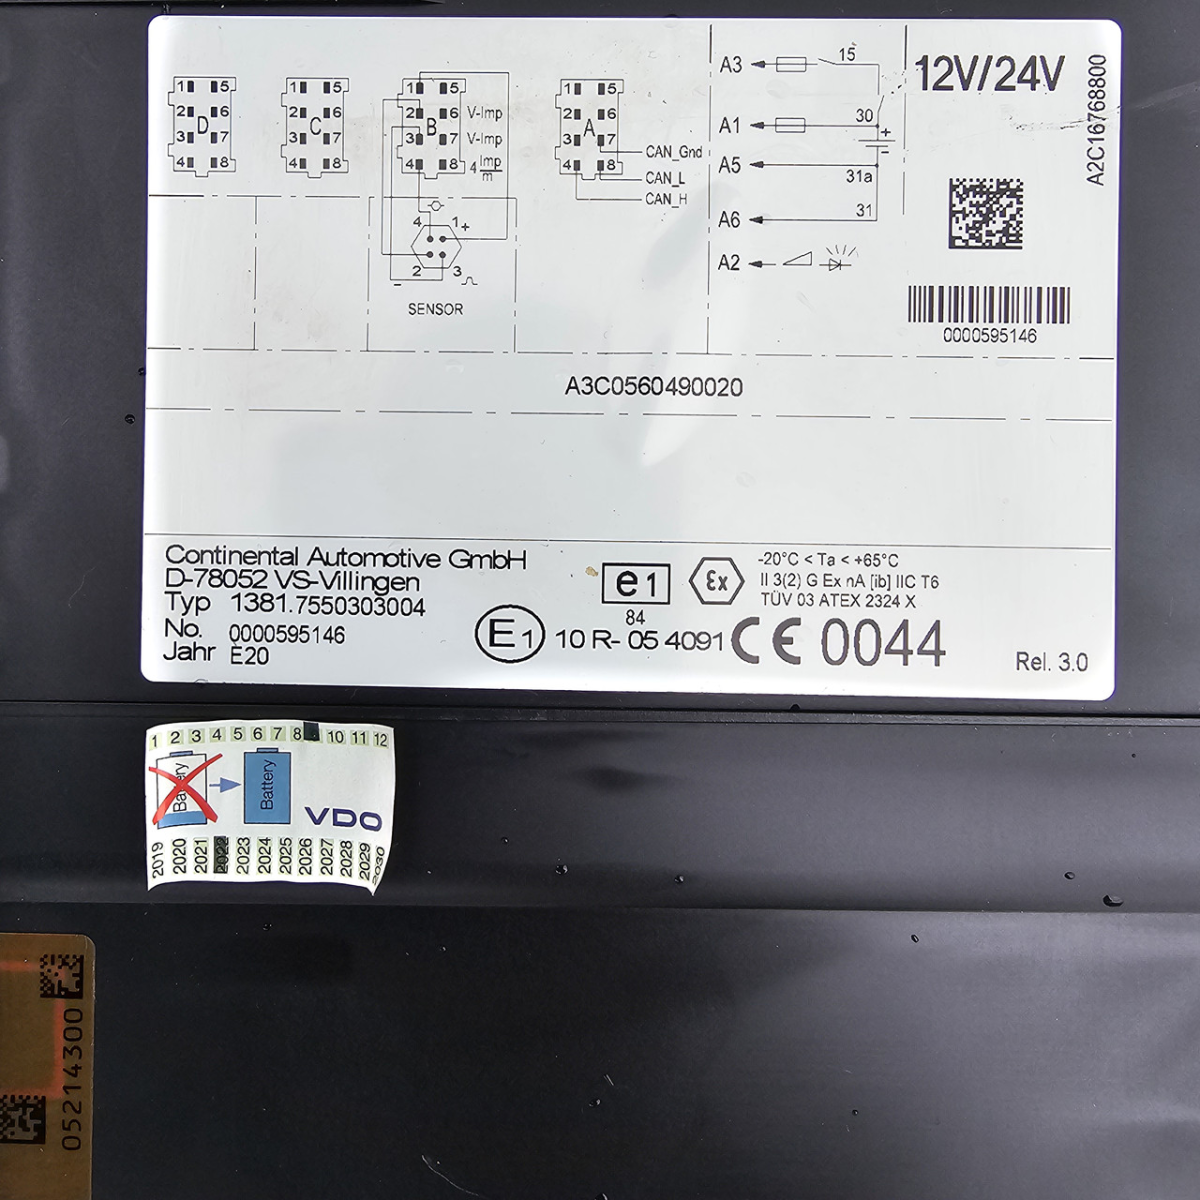 1 5
2 6
D
3 7
4 8
1 5
2 6
C
3 7
4 8
1 5
2 6 V-Imp
B
3 7 V-Imp
4 8 4 Imp/m
1 5
2 6
A
3 7
4 8
CAN_Gnd
CAN_L
CAN_H
4 1 +
2 3
-
SENSOR
A3 15
A1 30
+
-
A5 31a
A6 31
A2
12V/24V
A2C16768800
0000595146
A3C0560490020
Continental Automotive GmbH
D-78052 VS-Villingen
Typ 1381.7550303004
No. 0000595146
Jahr E20
e1
84
E1 10 R- 05 4091
Ex
-20°C < Ta < +65°C
II 3(2) G Ex nA [ib] IIC T6
TÜV 03 ATEX 2324 X
CE 0044
Rel. 3.0
1 2 3 4 5 6 7 8 10 11 12
Battery
Battery
VDO
2019 2020 2021 2022 2023 2024 2025 2026 2027 2028 2029 2030
05214300